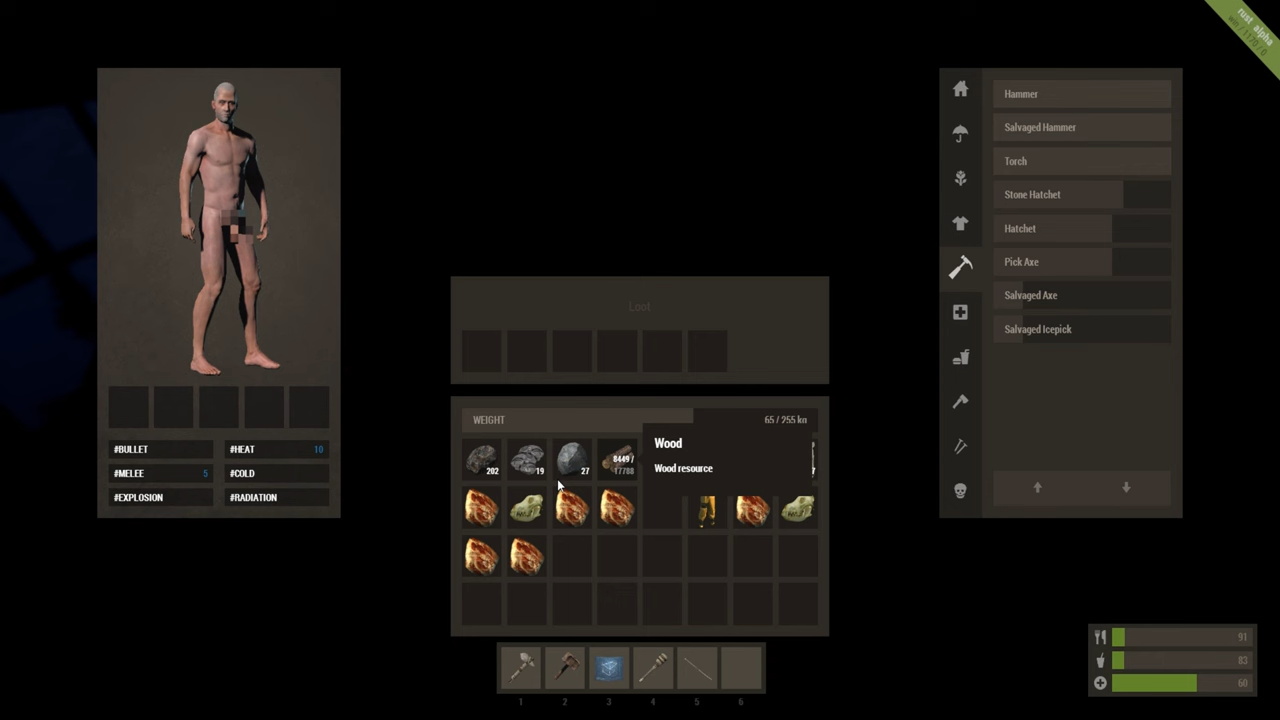 rust alpha
#BULLET
#HEAT 10
#MELEE 5
#COLD
#EXPLOSION
#RADIATION
Loot
WEIGHT 65 / 255 kg
202
19
27
8449 /
17788
Wood
Wood resource
1
2
3
4
5
6
Hammer
Salvaged Hammer
Torch
Stone Hatchet
Hatchet
Pick Axe
Salvaged Axe
Salvaged Icepick
91
83
60